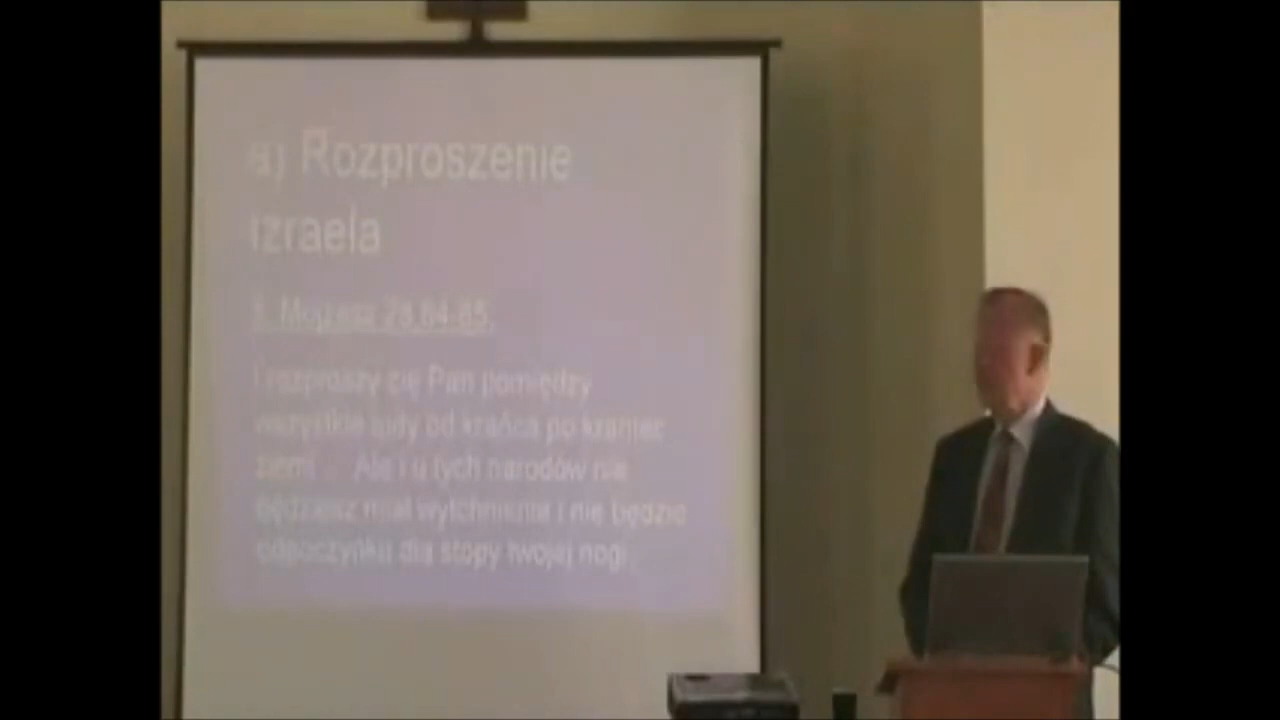 a) Rozproszenie
Izraela
5. Mojżesza 28,64-65.
I rozproszy cię Pan pomiędzy
wszystkie ludy od krańca po kraniec
ziemi ... Ale i u tych narodów nie
będziesz miał wytchnienia i nie będzie
odpoczynku dla stopy twojej nogi.